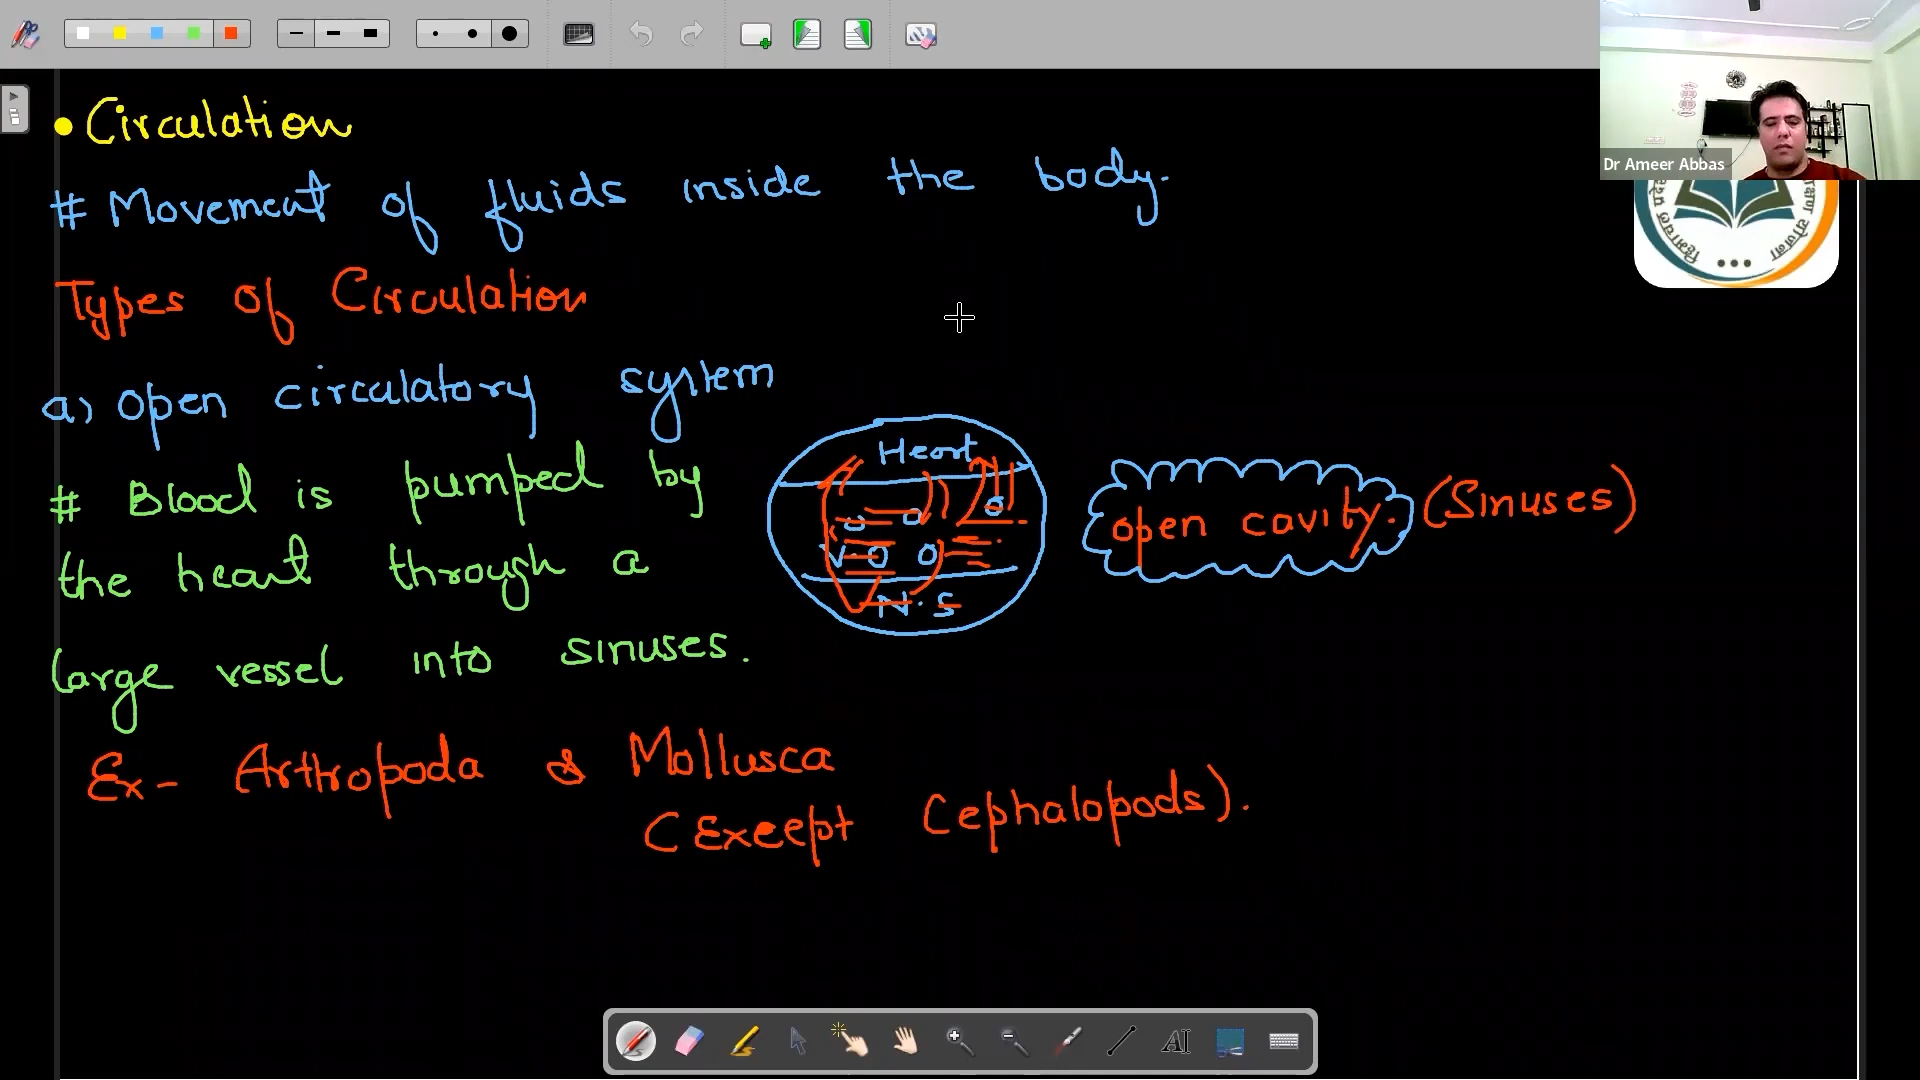 • Circulation
# Movement of fluids inside the body.
Types of Circulation
a) Open circulatory system
# Blood is pumped by
the heart through a
large vessel into sinuses.
Ex- Arthropoda & Mollusca
(Except Cephalopods).
Heart
V.O
N.S
open cavity. (Sinuses)
Dr Ameer Abbas
AI